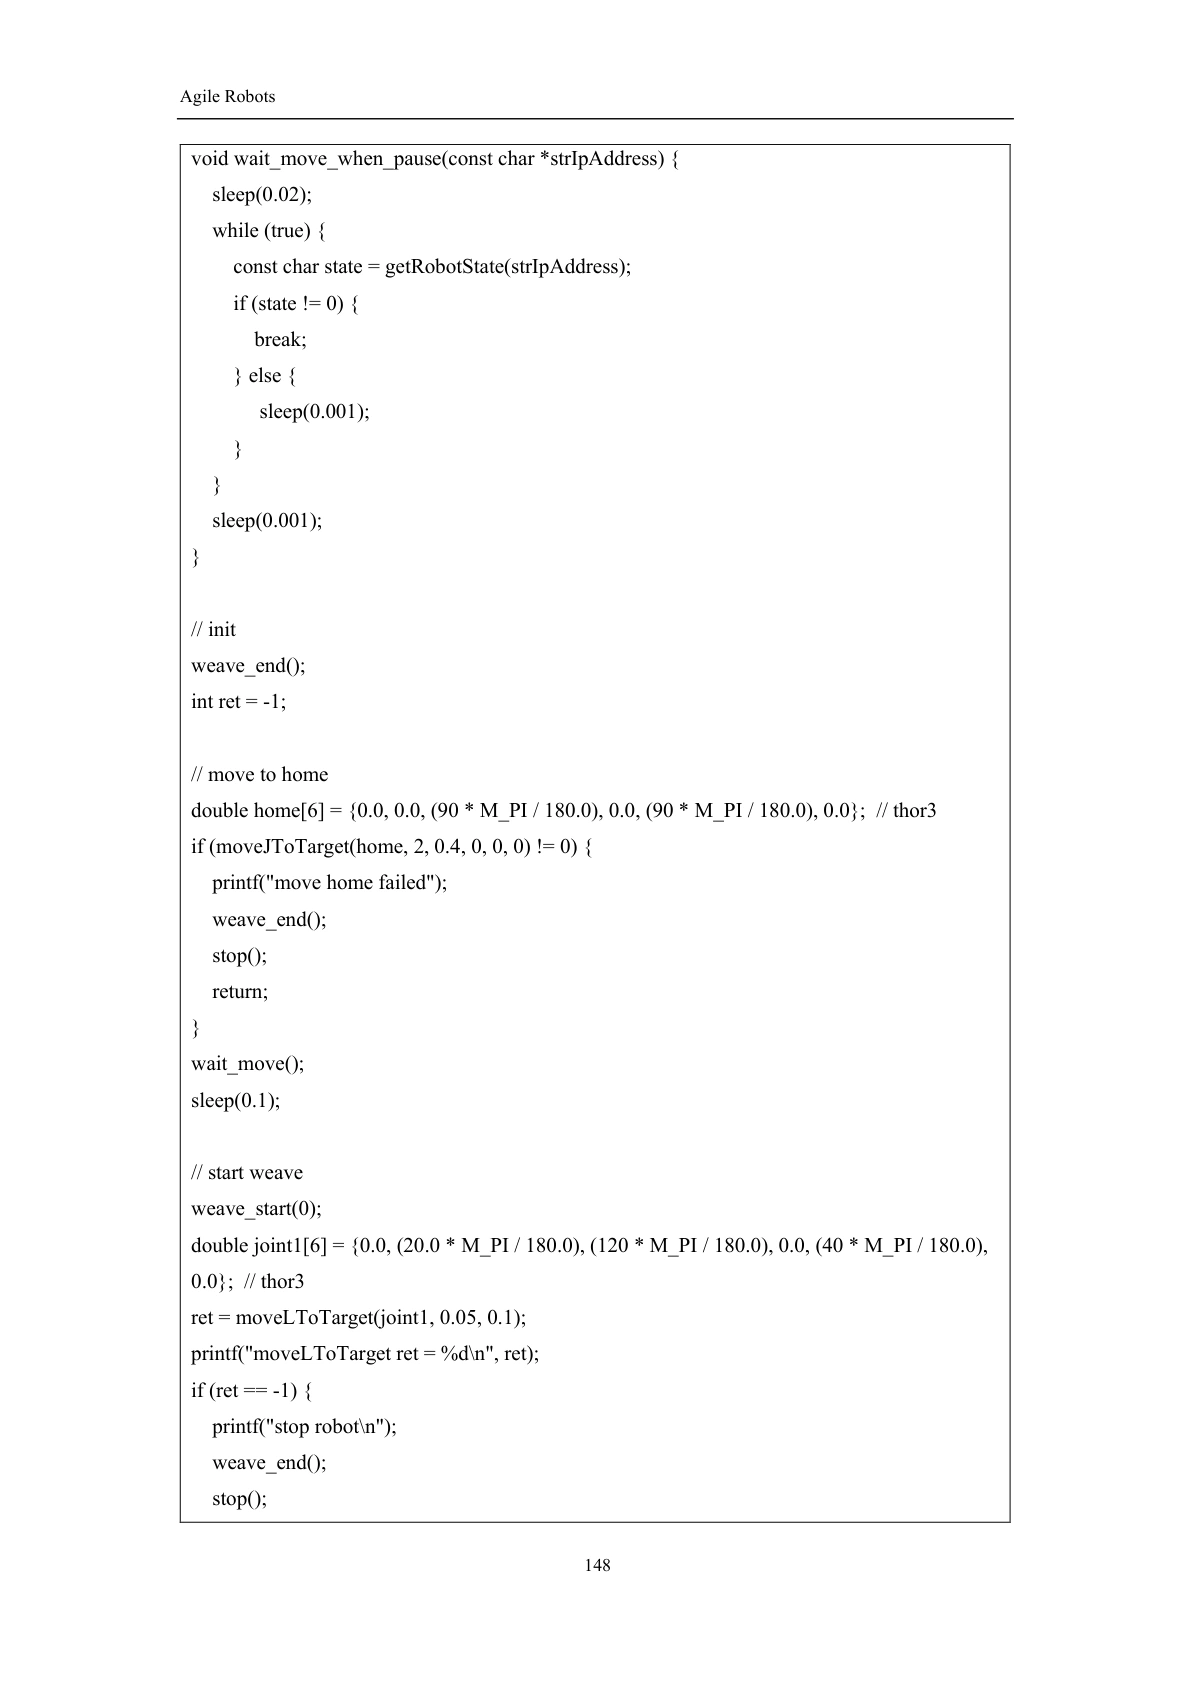 Agile Robots
void wait_move_when_pause(const char *strIpAddress) {
    sleep(0.02);
    while (true) {
        const char state = getRobotState(strIpAddress);
        if (state != 0) {
            break;
        } else {
             sleep(0.001);
        }
    }
    sleep(0.001);
}

// init
weave_end();
int ret = -1;

// move to home
double home[6] = {0.0, 0.0, (90 * M_PI / 180.0), 0.0, (90 * M_PI / 180.0), 0.0};  // thor3
if (moveJToTarget(home, 2, 0.4, 0, 0, 0) != 0) {
    printf("move home failed");
    weave_end();
    stop();
    return;
}
wait_move();
sleep(0.1);

// start weave
weave_start(0);
double joint1[6] = {0.0, (20.0 * M_PI / 180.0), (120 * M_PI / 180.0), 0.0, (40 * M_PI / 180.0),
0.0};  // thor3
ret = moveLToTarget(joint1, 0.05, 0.1);
printf("moveLToTarget ret = %d\n", ret);
if (ret == -1) {
    printf("stop robot\n");
    weave_end();
    stop();
148